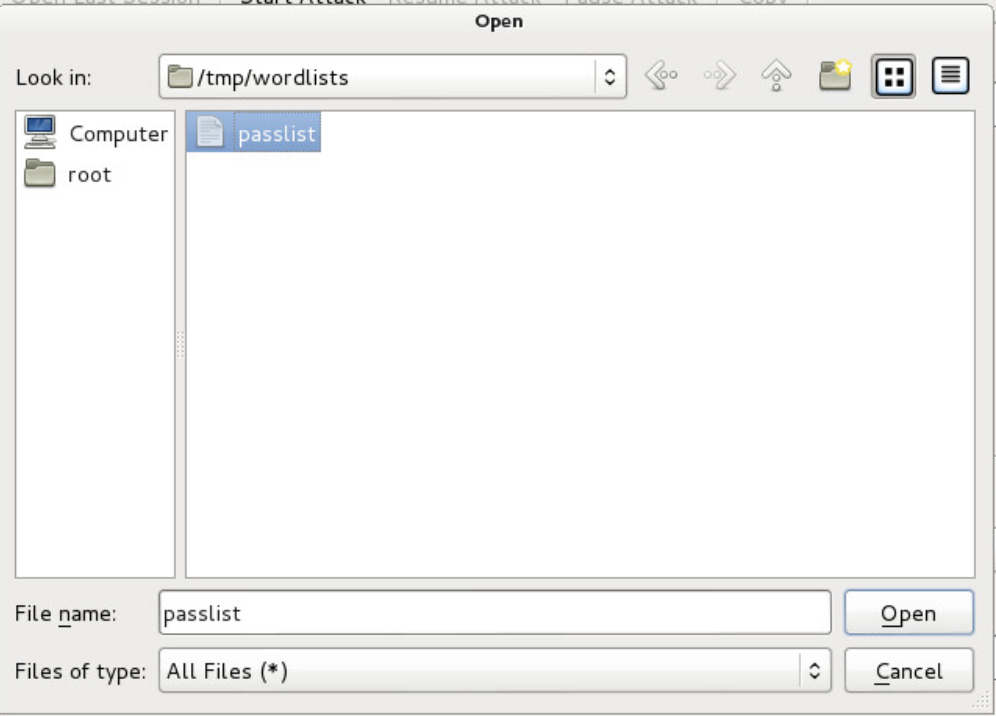 Open Last Session Start Attack Resume Attack Pause Attack Copy
Open
Look in: /tmp/wordlists
Computer passlist
root
File name: passlist Open
Files of type: All Files (*) Cancel